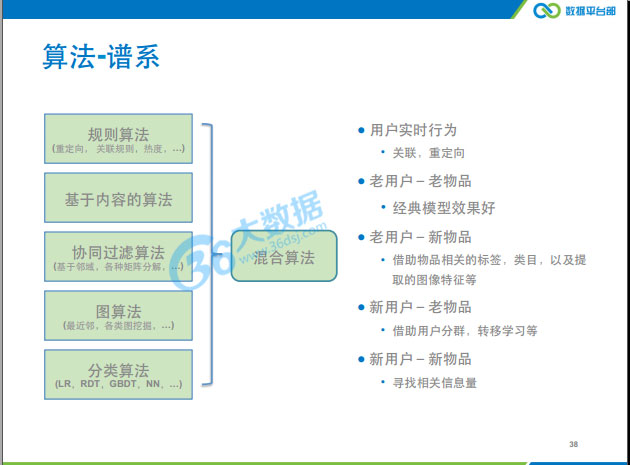 数据平台部
算法-谱系
规则算法
(重定向， 关联规则，热度，...)
基于内容的算法
协同过滤算法
(基于邻域，各种矩阵分解，...)
图算法
(最近邻，各类图挖掘，...)
分类算法
(LR，RDT，GBDT，NN，...)
混合算法
36大数据
www.36dsj.com
● 用户实时行为
• 关联，重定向
● 老用户 – 老物品
• 经典模型效果好
● 老用户 – 新物品
• 借助物品相关的标签，类目，以及提
取的图像特征等
● 新用户 – 老物品
• 借助用户分群，转移学习等
● 新用户 – 新物品
• 寻找相关信息量
38